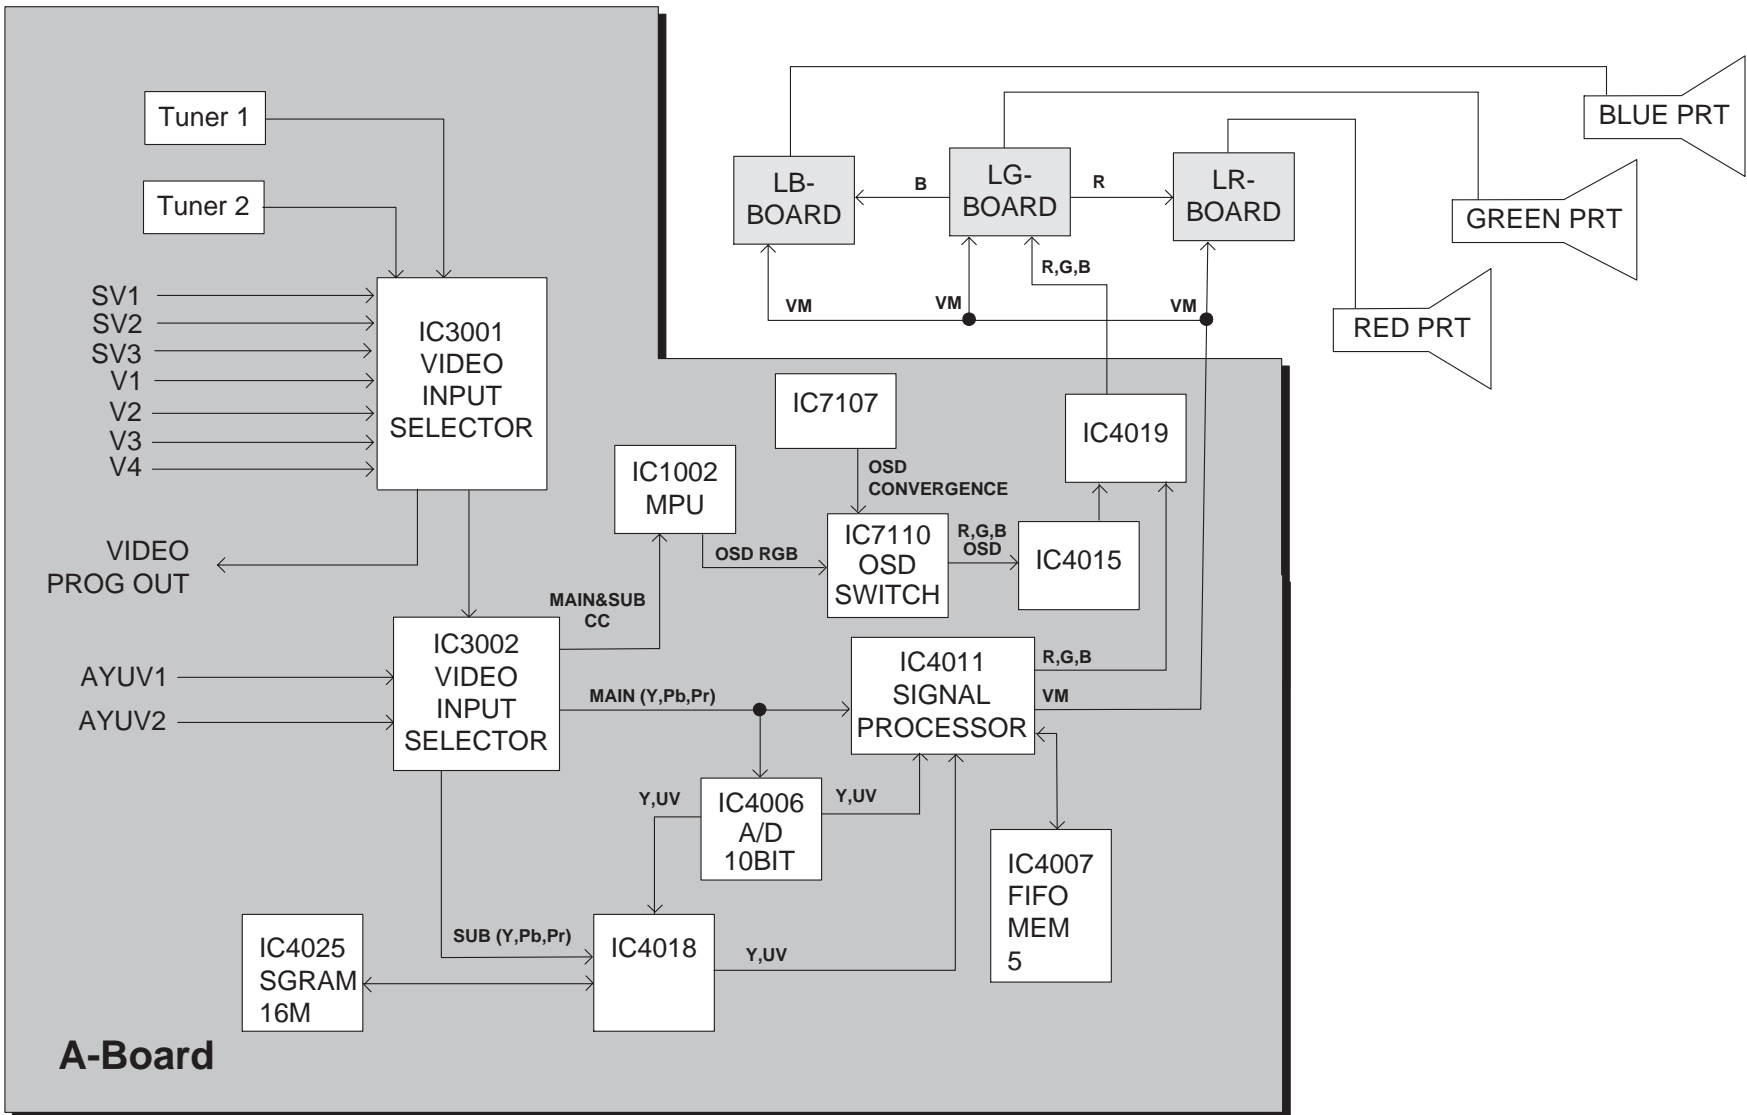 Tuner 1
Tuner 2
SV1
SV2
SV3
V1
V2
V3
V4
IC3001
VIDEO
INPUT
SELECTOR
VIDEO
PROG OUT
AYUV1
AYUV2
IC3002
VIDEO
INPUT
SELECTOR
MAIN&SUB
CC
MAIN (Y,Pb,Pr)
SUB (Y,Pb,Pr)
IC1002
MPU
OSD RGB
IC7107
OSD
CONVERGENCE
IC7110
OSD
SWITCH
R,G,B
OSD
IC4015
IC4019
R,G,B
IC4011
SIGNAL
PROCESSOR
R,G,B
VM
Y,UV
IC4006
A/D
10BIT
Y,UV
IC4007
FIFO
MEM
5
IC4025
SGRAM
16M
IC4018
Y,UV
A-Board
LB-
BOARD
B
LG-
BOARD
R
LR-
BOARD
VM
VM
VM
BLUE PRT
GREEN PRT
RED PRT